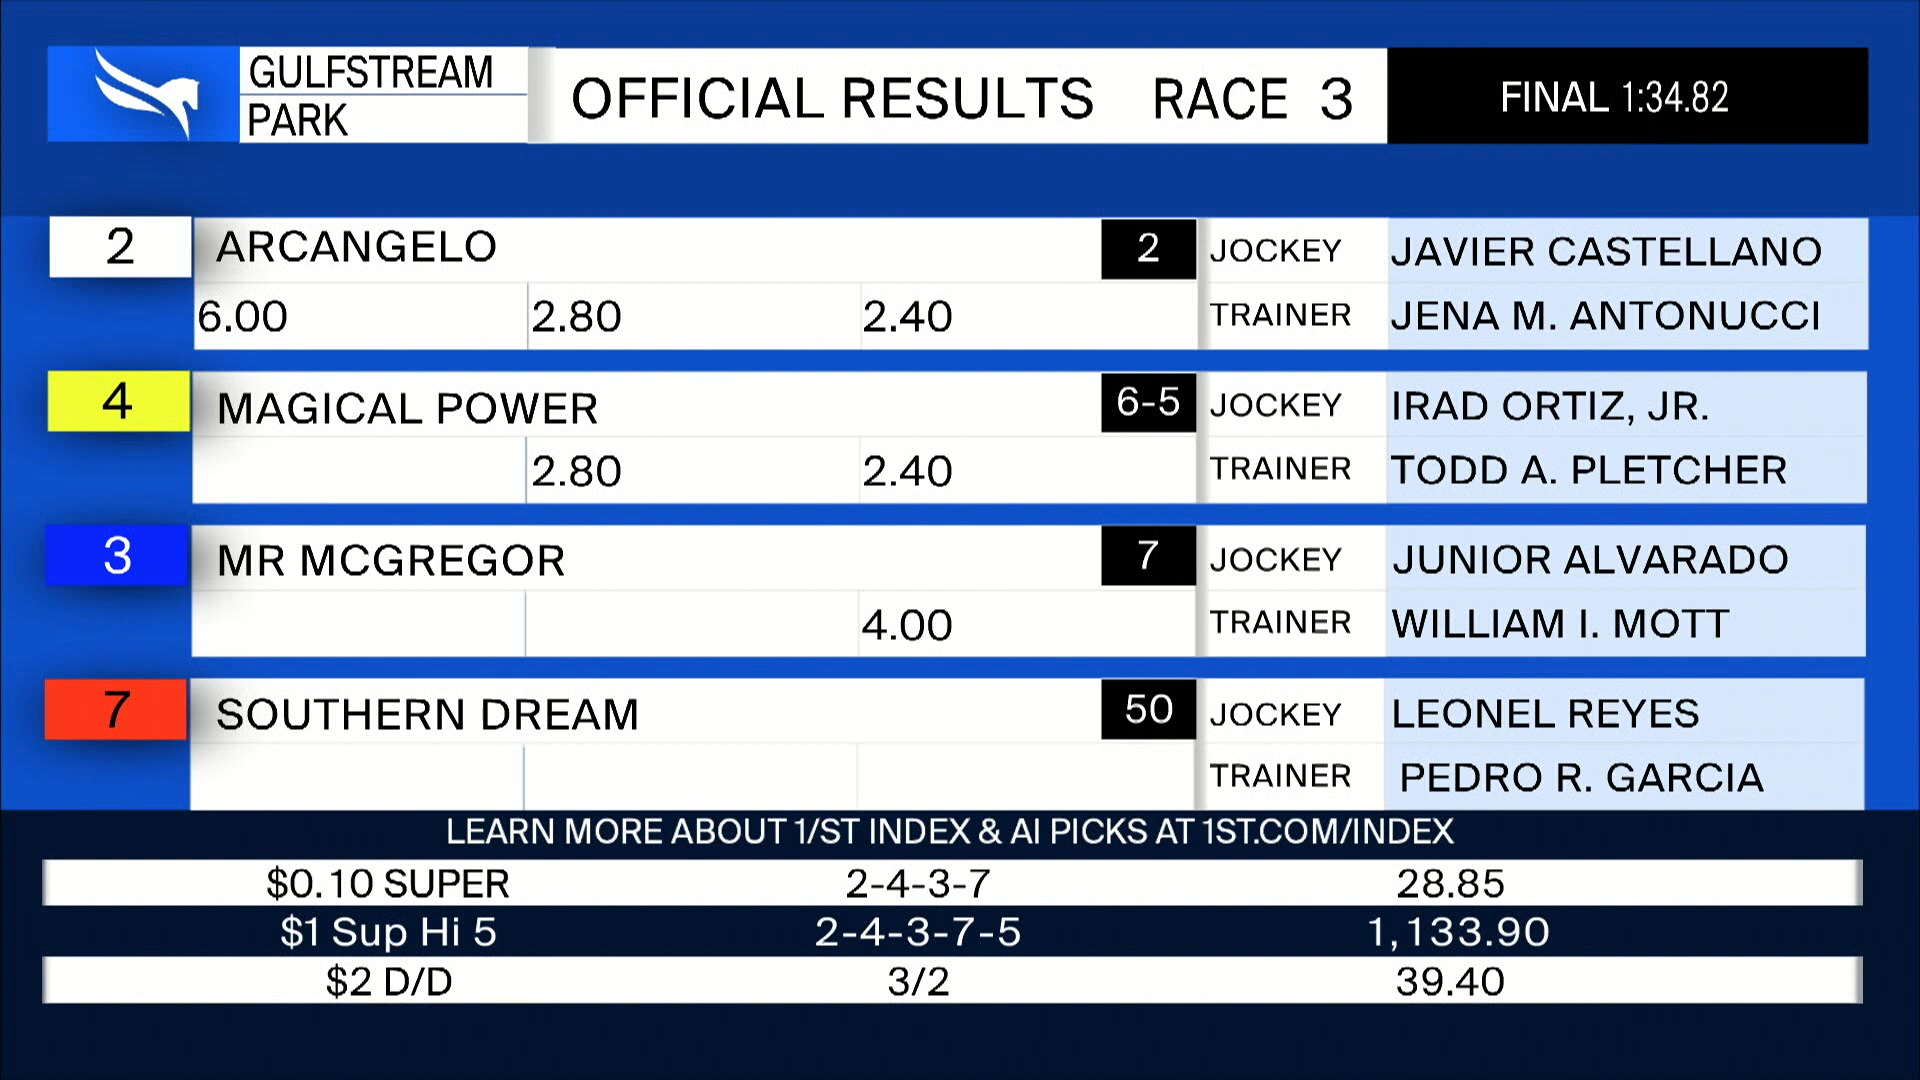 GULFSTREAM
PARK
OFFICIAL RESULTS RACE 3
FINAL 1:34.82
2 ARCANGELO 2 JOCKEY JAVIER CASTELLANO
6.00 2.80 2.40 TRAINER JENA M. ANTONUCCI
4 MAGICAL POWER 6-5 JOCKEY IRAD ORTIZ, JR.
2.80 2.40 TRAINER TODD A. PLETCHER
3 MR MCGREGOR 7 JOCKEY JUNIOR ALVARADO
4.00 TRAINER WILLIAM I. MOTT
7 SOUTHERN DREAM 50 JOCKEY LEONEL REYES
TRAINER PEDRO R. GARCIA
LEARN MORE ABOUT 1/ST INDEX & AI PICKS AT 1ST.COM/INDEX
$0.10 SUPER 2-4-3-7 28.85
$1 Sup Hi 5 2-4-3-7-5 1,133.90
$2 D/D 3/2 39.40